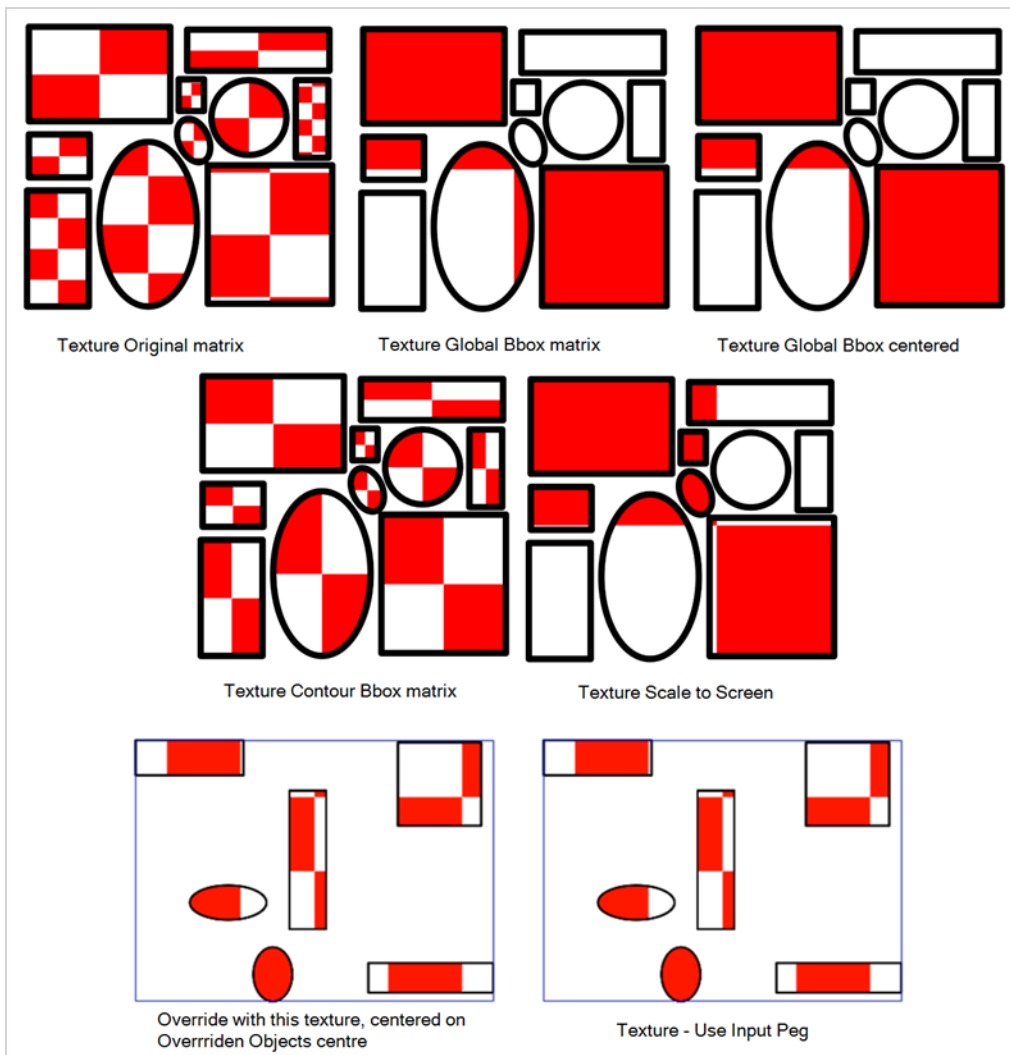 Texture Original matrix
Texture Global Bbox matrix
Texture Global Bbox centered
Texture Contour Bbox matrix
Texture Scale to Screen
Override with this texture, centered on
Overrriden Objects centre
Texture - Use Input Peg